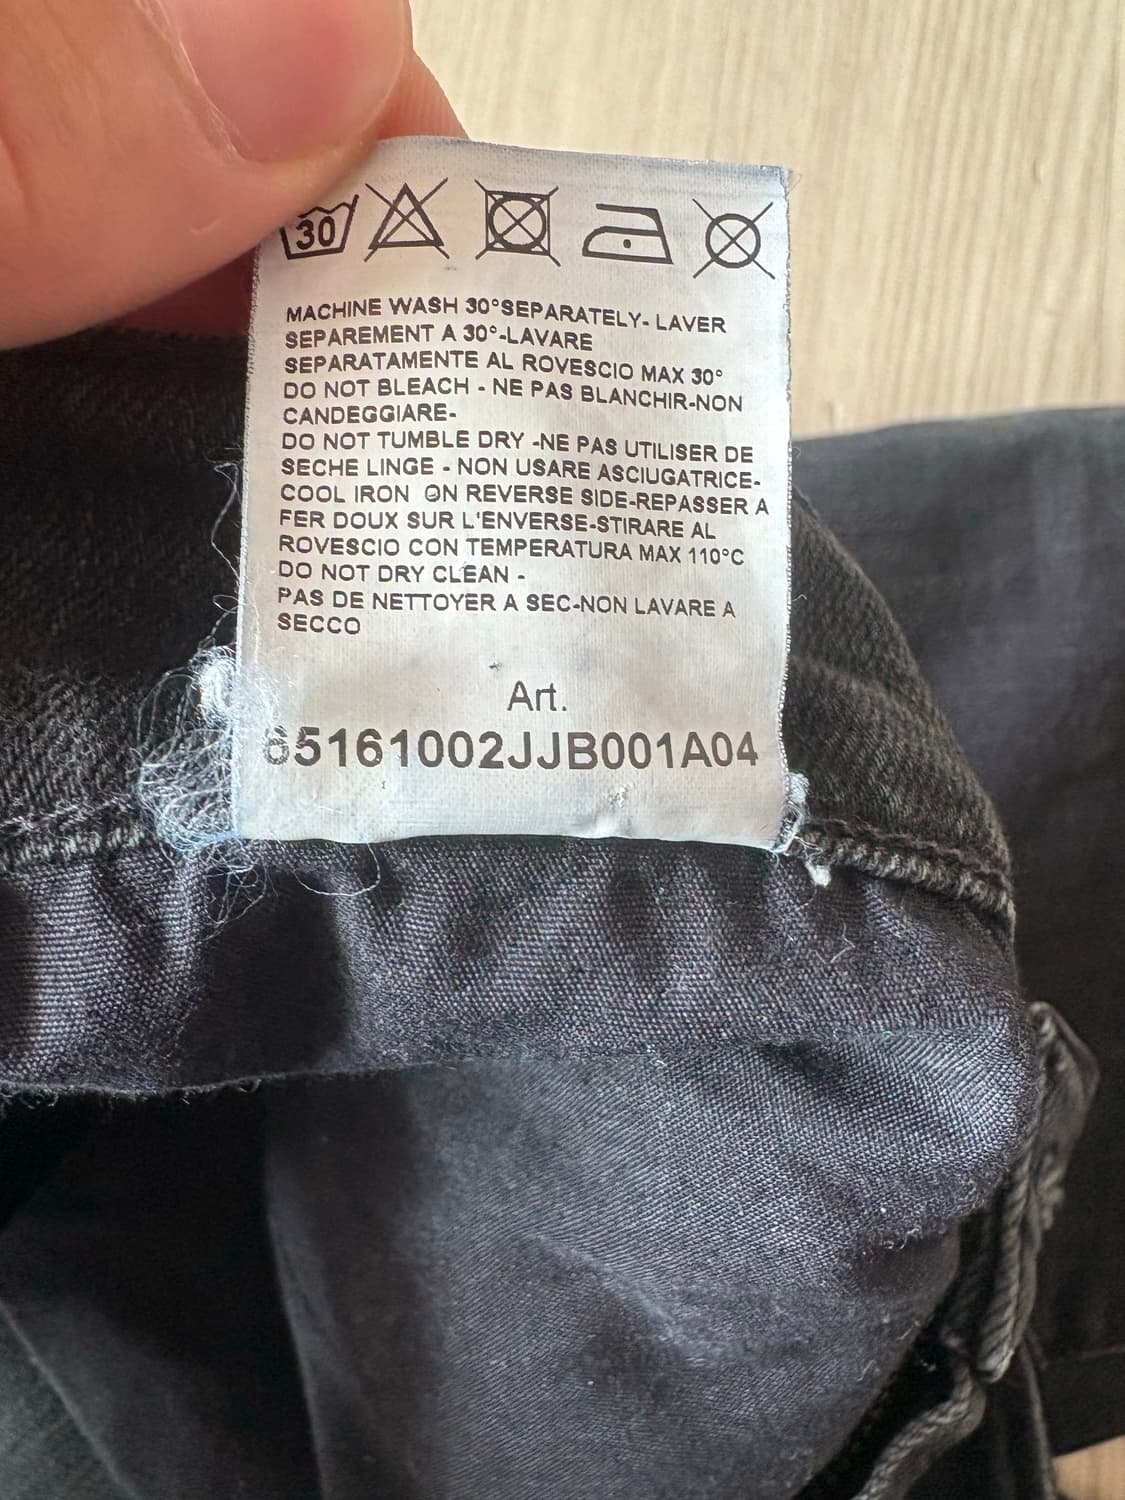 30
MACHINE WASH 30°SEPARATELY- LAVER
SEPAREMENT A 30°-LAVARE
SEPARATAMENTE AL ROVESCIO MAX 30°
DO NOT BLEACH - NE PAS BLANCHIR-NON
CANDEGGIARE-
DO NOT TUMBLE DRY -NE PAS UTILISER DE
SECHE LINGE - NON USARE ASCIUGATRICE-
COOL IRON ON REVERSE SIDE-REPASSER A
FER DOUX SUR L'ENVERSE-STIRARE AL
ROVESCIO CON TEMPERATURA MAX 110°C
DO NOT DRY CLEAN -
PAS DE NETTOYER A SEC-NON LAVARE A
SECCO
Art.
65161002JJB001A04